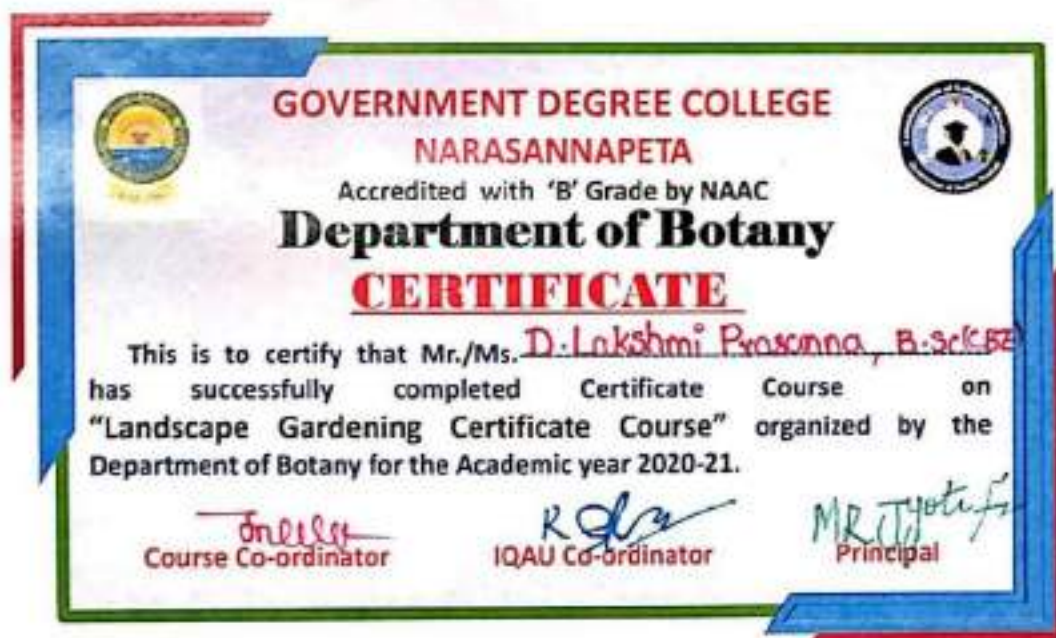 GOVERNMENT DEGREE COLLEGE
NARASANNAPETA
Accredited with 'B' Grade by NAAC
Department of Botany
CERTIFICATE
This is to certify that Mr./Ms. D. Lakshmi Prasanna, B.Sc(CBZ)
has successfully completed Certificate Course on
"Landscape Gardening Certificate Course" organized by the
Department of Botany for the Academic year 2020-21.
Course Co-ordinator IQAU Co-ordinator Principal